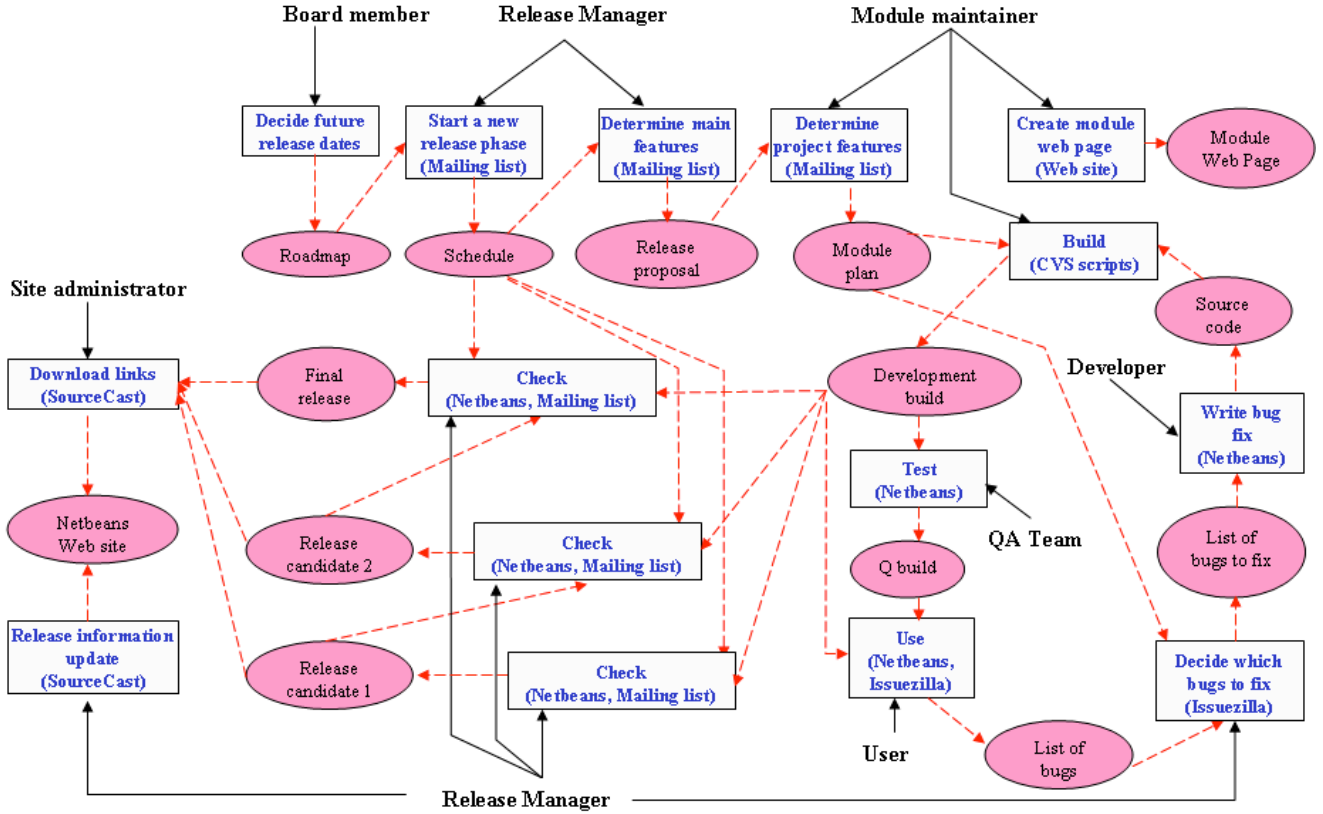 Board member
Release Manager
Module maintainer
Decide future
release dates
Start a new
release phase
(Mailing list)
Determine main
features
(Mailing list)
Determine
project features
(Mailing list)
Create module
web page
(Web site)
Module
Web Page
Roadmap
Schedule
Release
proposal
Module
plan
Build
(CVS scripts)
Site administrator
Source
code
Download links
(SourceCast)
Final
release
Check
(Netbeans, Mailing list)
Development
build
Developer
Write bug
fix
(Netbeans)
Test
(Netbeans)
Netbeans
Web site
Release
candidate 2
Check
(Netbeans, Mailing list)
QA Team
List of
bugs to fix
Q build
Release information
update
(SourceCast)
Release
candidate 1
Check
(Netbeans, Mailing list)
Use
(Netbeans,
Issuezilla)
Decide which
bugs to fix
(Issuezilla)
User
List of
bugs
Release Manager